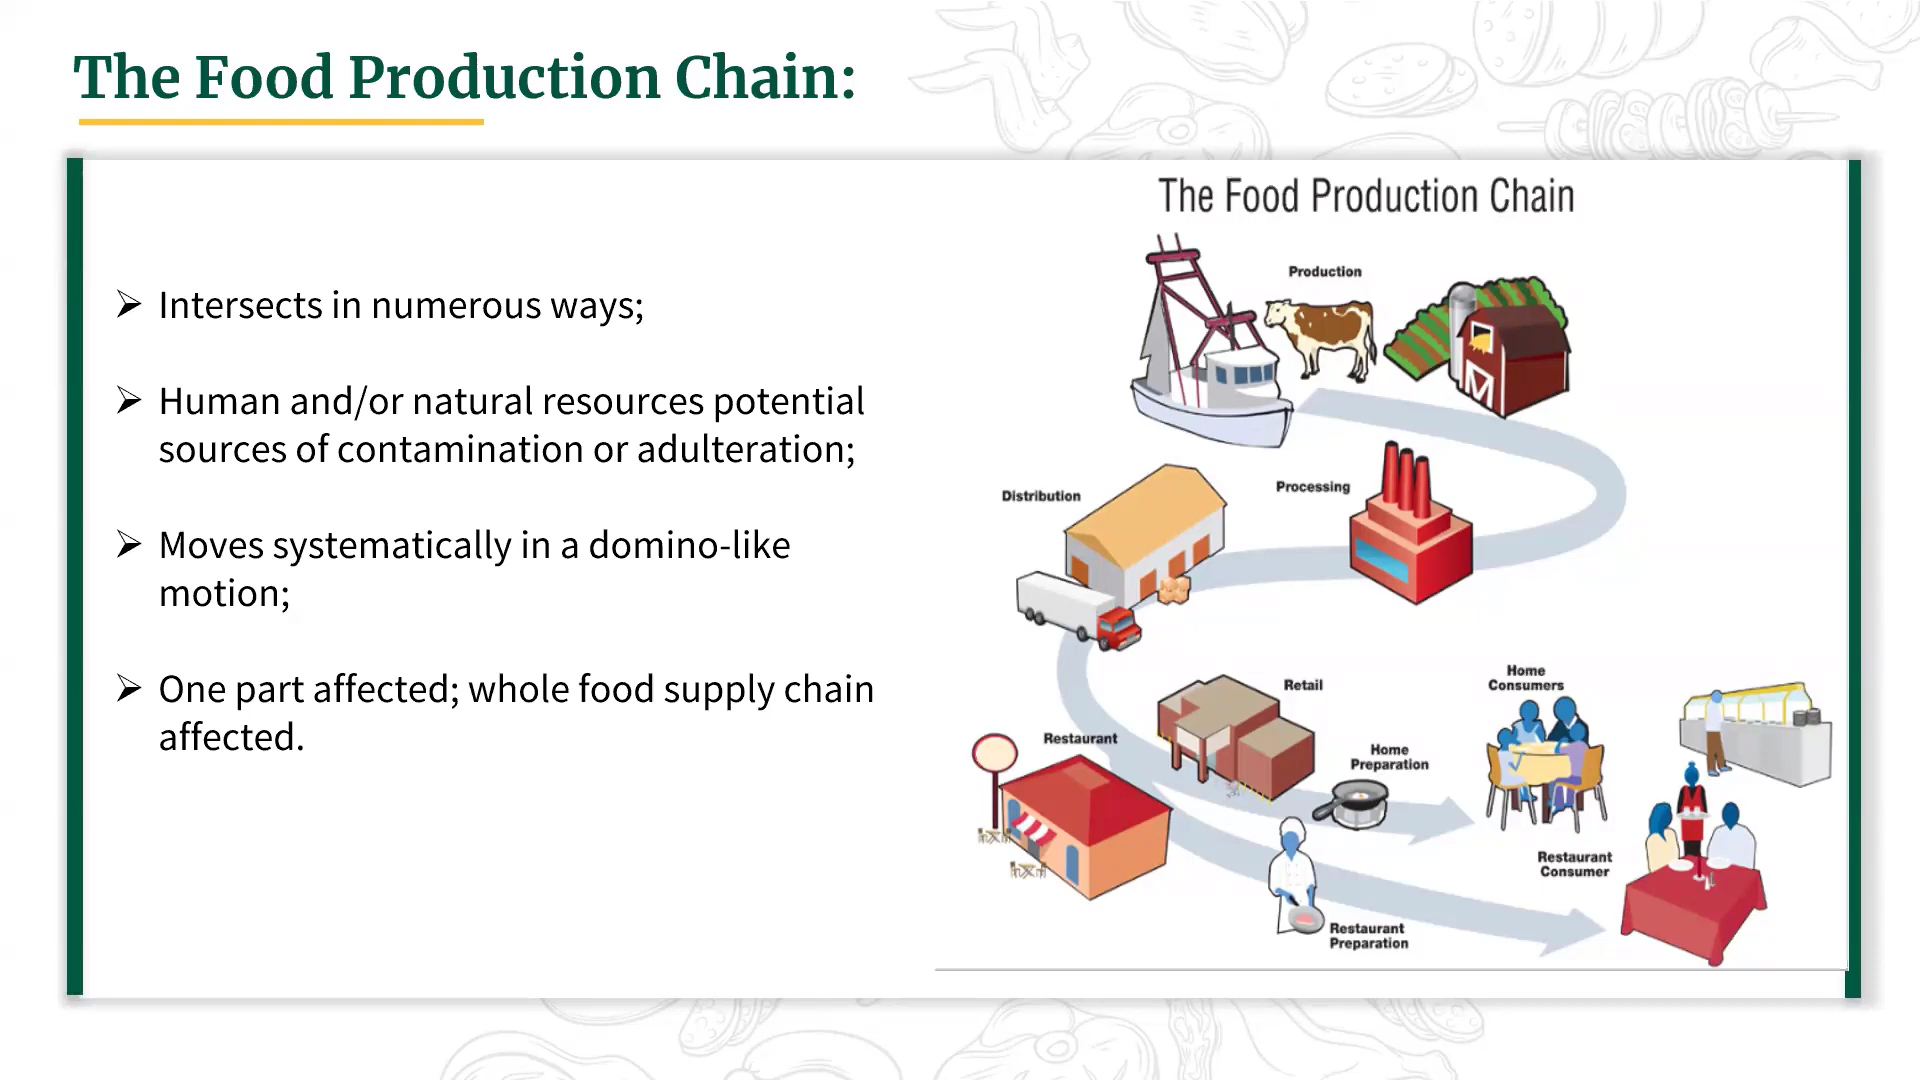 The Food Production Chain:
Intersects in numerous ways;
Human and/or natural resources potential
sources of contamination or adulteration;
Moves systematically in a domino-like
motion;
One part affected; whole food supply chain
affected.
The Food Production Chain
Production
Processing
Distribution
Retail
Home
Consumers
Restaurant
Home
Preparation
Restaurant
Consumer
Restaurant
Preparation